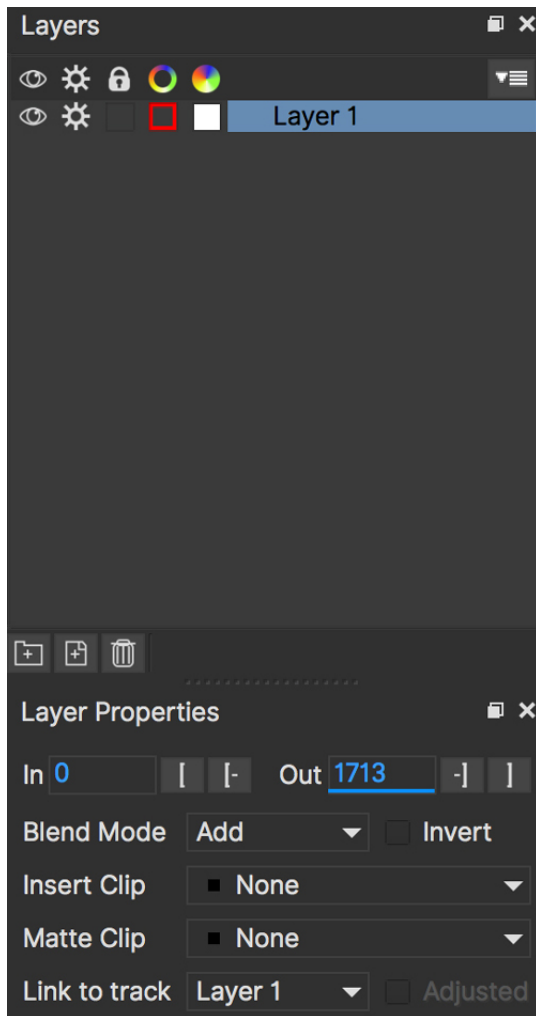 Layers
Layer 1
Layer Properties
In 0 [ [- Out 1713 -] ]
Blend Mode Add Invert
Insert Clip None
Matte Clip None
Link to track Layer 1 Adjusted